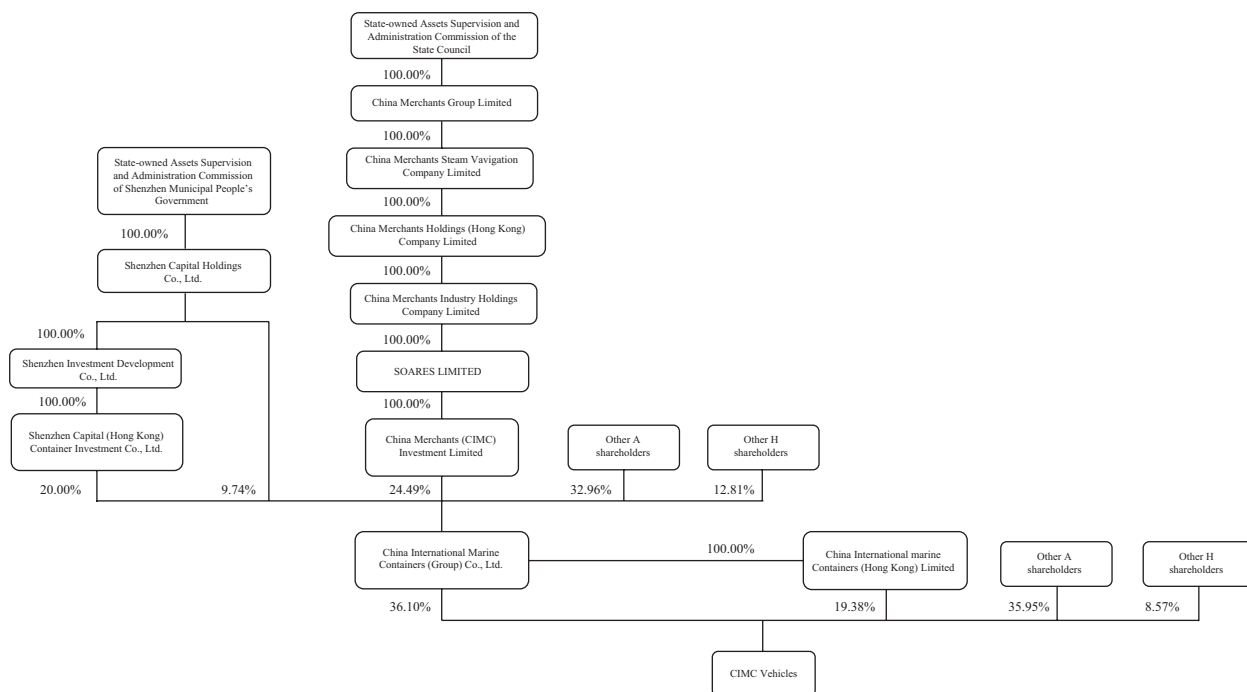 State-owned Assets Supervision and
Administration Commission of the
State Council
100.00%
China Merchants Group Limited
100.00%
State-owned Assets Supervision
and Administration Commission
of Shenzhen Municipal People's
Government
China Merchants Steam Vavigation
Company Limited
100.00%
100.00%
China Merchants Holdings (Hong Kong)
Company Limited
Shenzhen Capital Holdings
Co., Ltd.
100.00%
China Merchants Industry Holdings
Company Limited
100.00%
100.00%
Shenzhen Investment Development
Co., Ltd.
SOARES LIMITED
100.00%
100.00%
Shenzhen Capital (Hong Kong)
Container Investment Co., Ltd.
China Merchants (CIMC)
Investment Limited
Other A
shareholders
Other H
shareholders
20.00%
9.74%
24.49%
32.96%
12.81%
China International Marine
Containers (Group) Co., Ltd.
100.00%
China International marine
Containers (Hong Kong) Limited
Other A
shareholders
Other H
shareholders
36.10%
19.38%
35.95%
8.57%
CIMC Vehicles